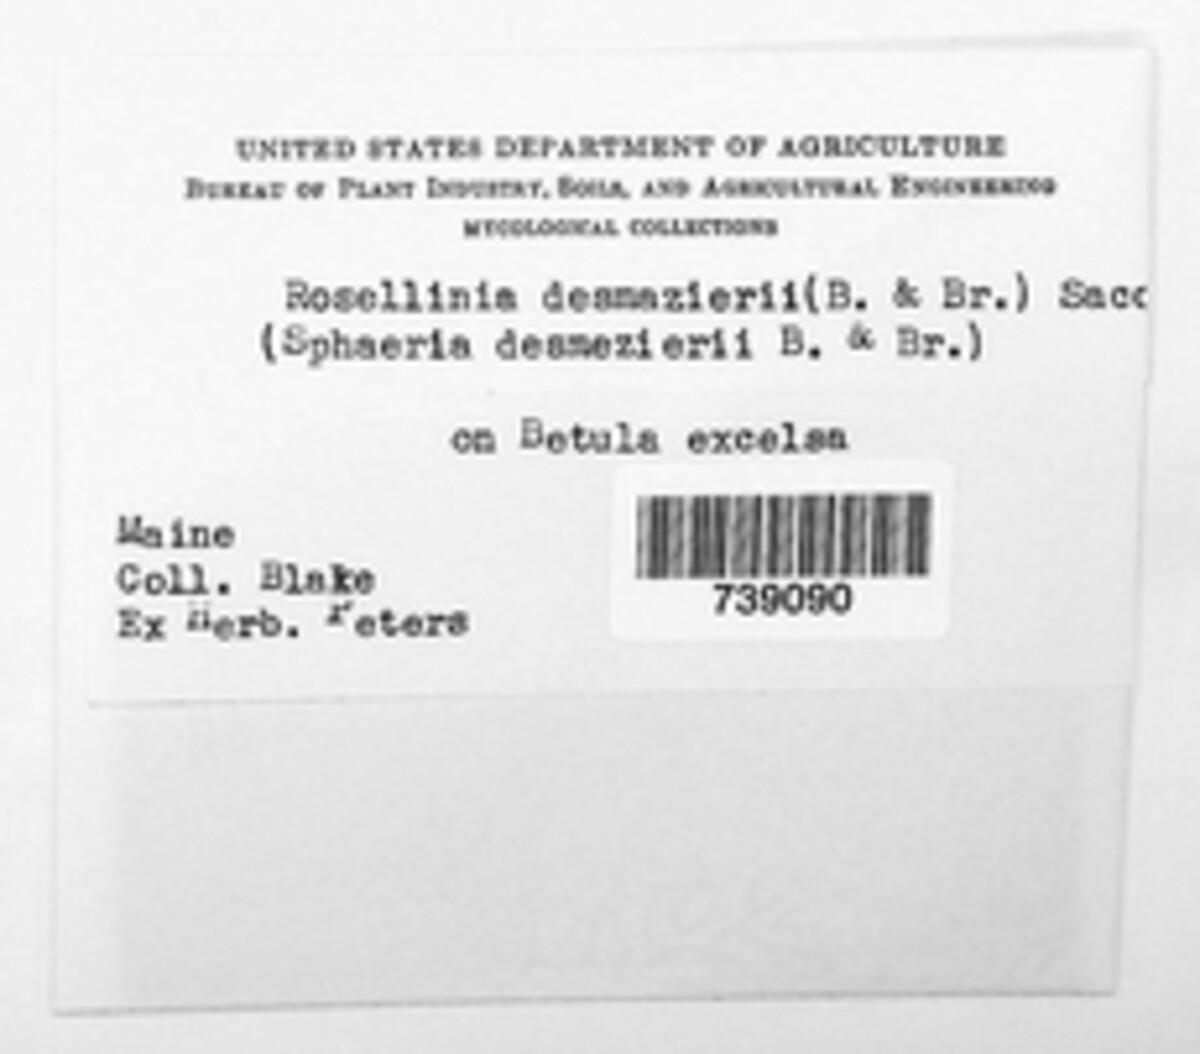 UNITED STATES DEPARTMENT OF AGRICULTURE
BUREAU OF PLANT INDUSTRY, SOILS, AND AGRICULTURAL ENGINEERING
MYCOLOGICAL COLLECTIONS
Rosellinia desmazierii(B. & Br.) Sacc
(Sphaeria desmezierii B. & Br.)
on Betula excelsa
Maine
Coll. Blake
Ex Herb. Peters
739090